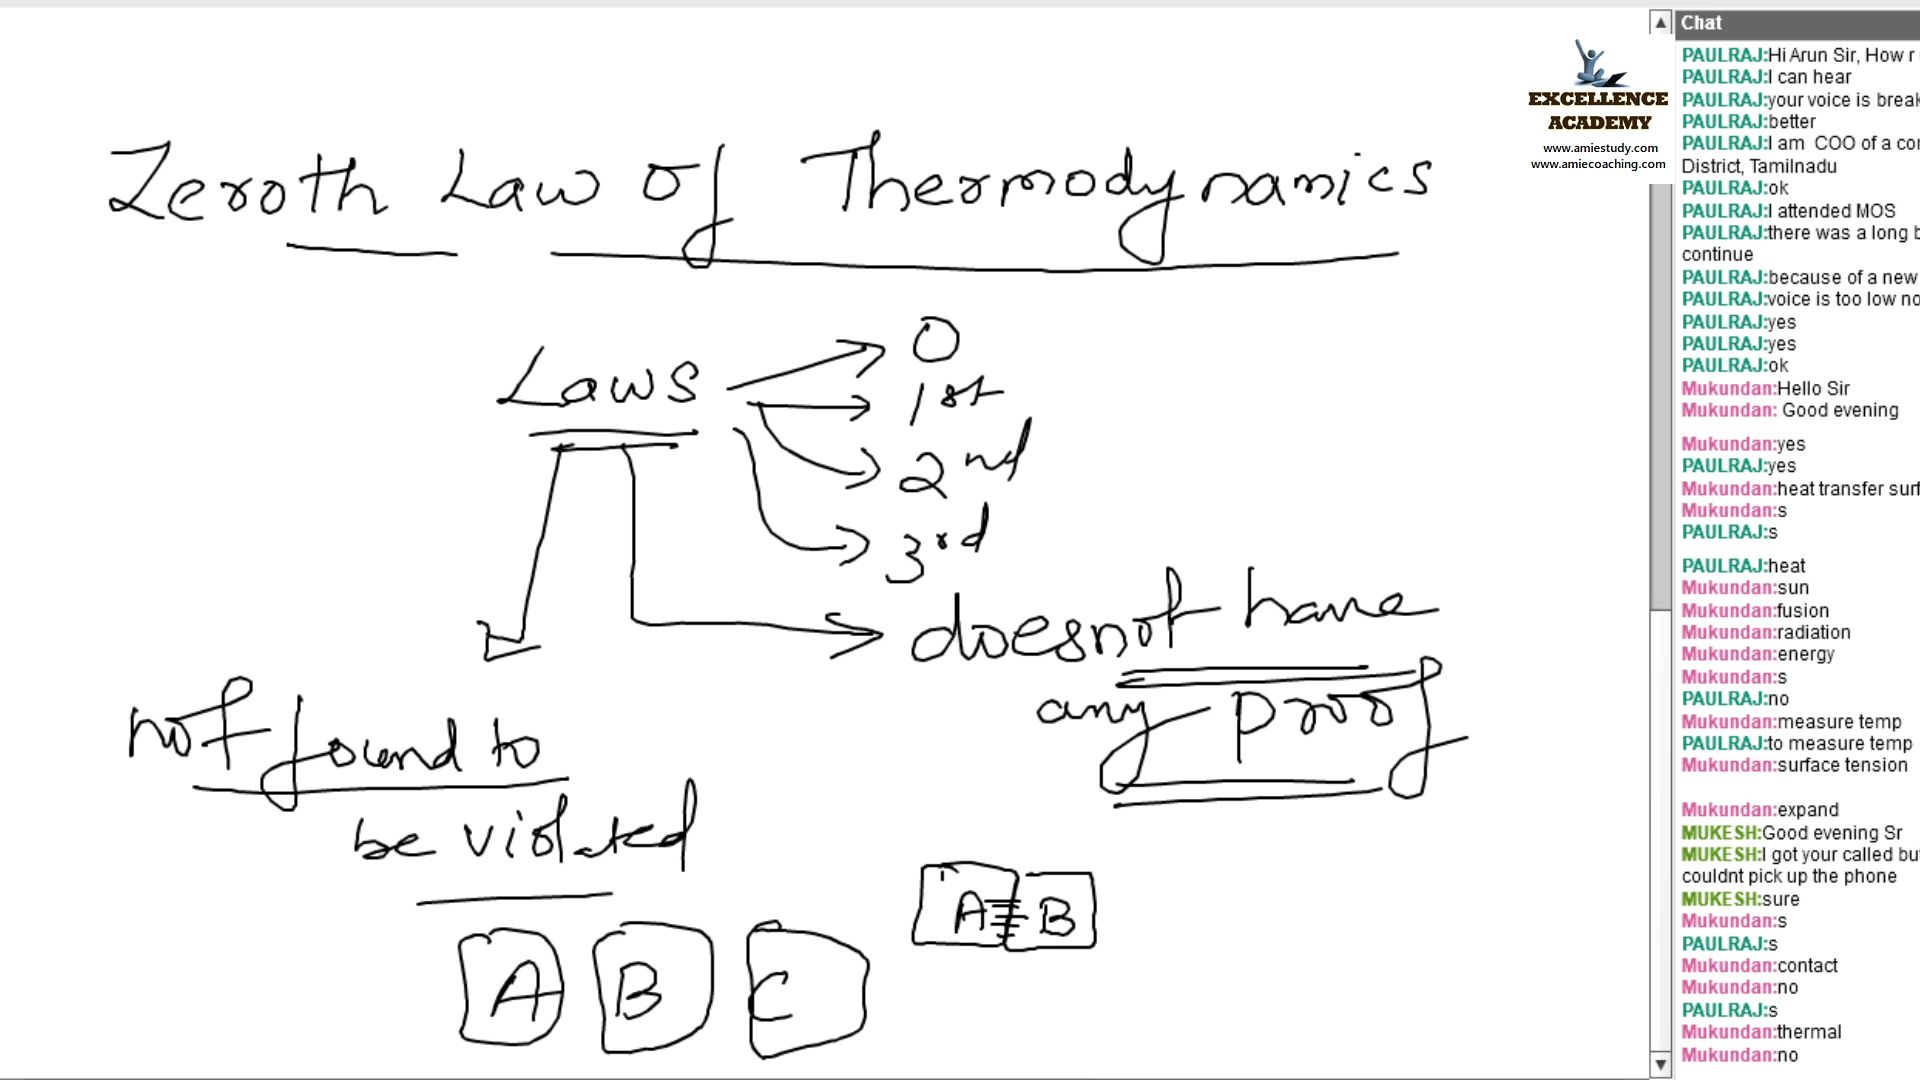 Zeroth Law of Thermodynamics
Laws
0
1st
2nd
3rd
doesnot have
any proof
not found to
be violated
A B
A B C
EXCELLENCE
ACADEMY
www.amiestudy.com
www.amiecoaching.com
Chat
PAULRAJ:Hi Arun Sir, How r
PAULRAJ:I can hear
PAULRAJ:your voice is break
PAULRAJ:better
PAULRAJ:I am COO of a cor
District, Tamilnadu
PAULRAJ:ok
PAULRAJ:I attended MOS
PAULRAJ:there was a long b
continue
PAULRAJ:because of a new
PAULRAJ:voice is too low no
PAULRAJ:yes
PAULRAJ:yes
PAULRAJ:ok
Mukundan:Hello Sir
Mukundan: Good evening
Mukundan:yes
PAULRAJ:yes
Mukundan:heat transfer surf
Mukundan:s
PAULRAJ:s
PAULRAJ:heat
Mukundan:sun
Mukundan:fusion
Mukundan:radiation
Mukundan:energy
Mukundan:s
PAULRAJ:no
Mukundan:measure temp
PAULRAJ:to measure temp
Mukundan:surface tension
Mukundan:expand
MUKESH:Good evening Sr
MUKESH:I got your called bu
couldnt pick up the phone
MUKESH:sure
Mukundan:s
PAULRAJ:s
Mukundan:contact
Mukundan:no
PAULRAJ:s
Mukundan:thermal
Mukundan:no